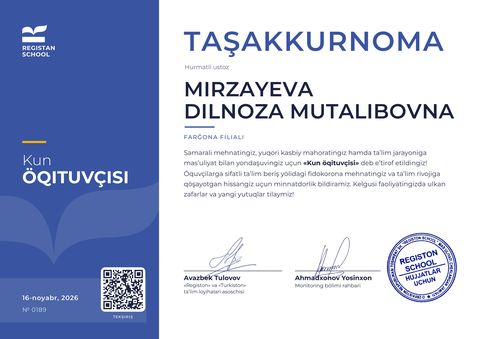 REGISTAN
SCHOOL
Kun
ÖQITUVÇISI
16-noyabr, 2026
№ 0189
TEKŞIRIŞ
TAŞAKKURNOMA
Hurmatli ustoz
MIRZAYEVA
DILNOZA MUTALIBOVNA
FARĞONA FILIALI
Samarali mehnatingiz, yuqori kasbiy mahoratingiz hamda ta'lim jarayoniga
mas'uliyat bilan yondaşuvingiz uçun «Kun öqituvçisi» deb e'tirof etildingiz!
Öquvçilarga sifatli ta'lim beriş yölidagi fidokorona mehnatingiz va ta'lim rivojiga
qöşayotgan hissangiz uçun minnatdorlik bildiramiz. Kelgusi faoliyatingizda ulkan
zafarlar va yangi yutuqlar tilaymiz!
Avazbek Tulovov
«Registon» va «Turkiston»
ta'lim loyihalari asoschisi
Ahmadxonov Yosinxon
Monitoring bölimi rahbari
REGISTON
SCHOOL
HUJJATLAR
UCHUN